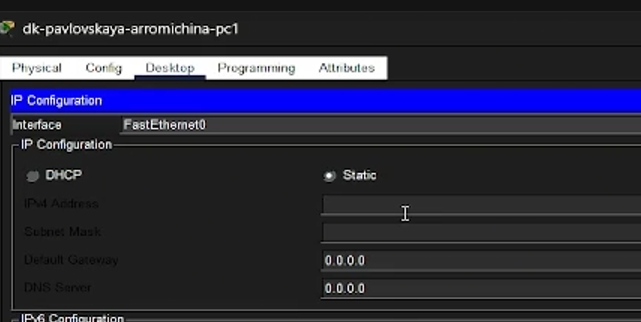 dk-pavlovskaya-arromichina-pc1
Physical Config Desktop Programming Attributes
IP Configuration
Interface FastEthernet0
IP Configuration
DHCP Static
IPv4 Address
Subnet Mask
Default Gateway 0.0.0.0
DNS Server 0.0.0.0
IPv6 Configuration